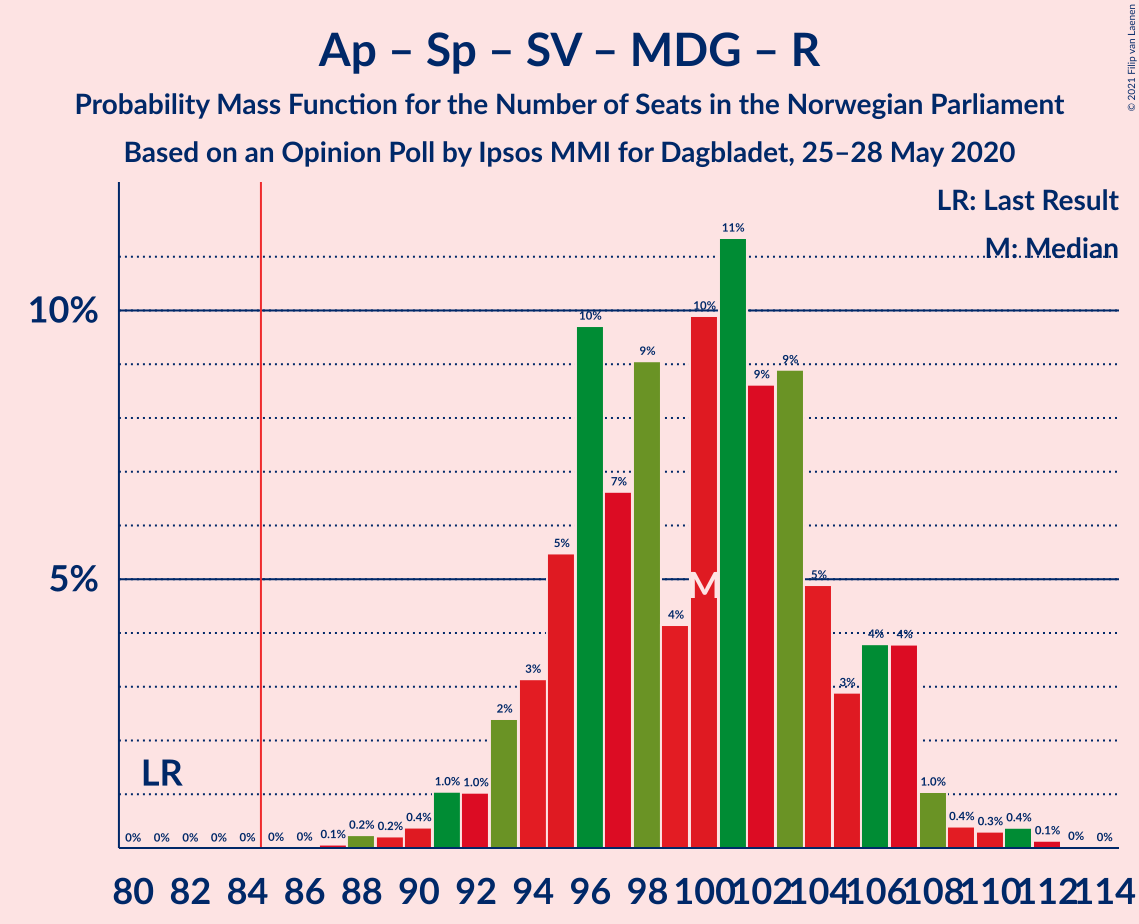 Ap – Sp – SV – MDG – R
Probability Mass Function for the Number of Seats in the Norwegian Parliament
Based on an Opinion Poll by Ipsos MMI for Dagbladet, 25–28 May 2020
© 2021 Filip van Laenen
LR: Last Result
M: Median
10%
5%
LR
M
0% 0% 0% 0% 0% 0% 0% 0.1% 0.2% 0.2% 0.4% 1.0% 1.0% 2% 3% 5% 10% 7% 9% 4% 10% 11% 9% 9% 5% 3% 4% 4% 1.0% 0.4% 0.3% 0.4% 0.1% 0% 0%
80 82 84 86 88 90 92 94 96 98 100 102 104 106 108 110 112 114